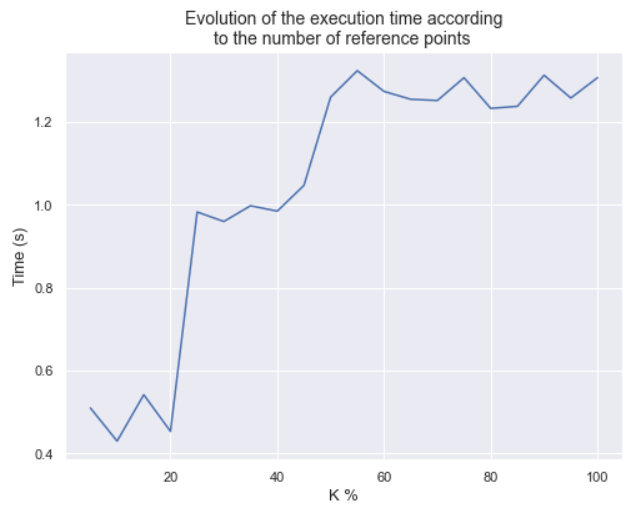 Evolution of the execution time according
to the number of reference points
1.2
1.0
0.8
0.6
0.4
Time (s)
20 40 60 80 100
K %